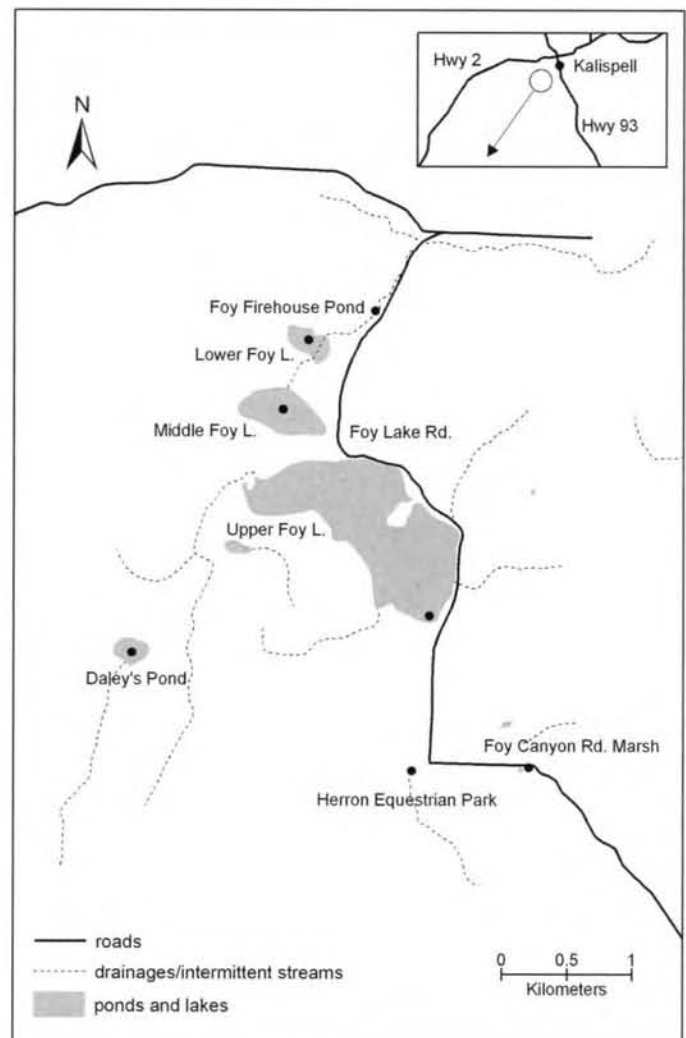 Hwy 2
Kalispell
Hwy 93
N
Foy Firehouse Pond
Lower Foy L.
Middle Foy L.
Foy Lake Rd.
Upper Foy L.
Daley's Pond
Foy Canyon Rd. Marsh
Herron Equestrian Park
roads
drainages/intermittent streams
ponds and lakes
0 0.5 1
Kilometers